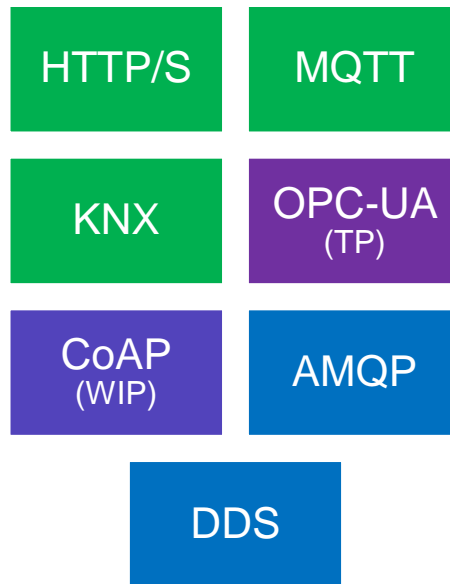 HTTP/S
MQTT
KNX
OPC-UA
(TP)
CoAP
(WIP)
AMQP
DDS